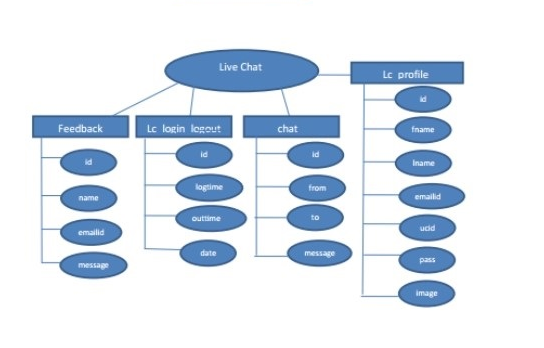 Live Chat
Lc profile
id
fname
lname
emailid
ucid
pass
image
Feedback
id
name
emailid
message
Lc login logout
id
logtime
outtime
date
chat
id
from
to
message